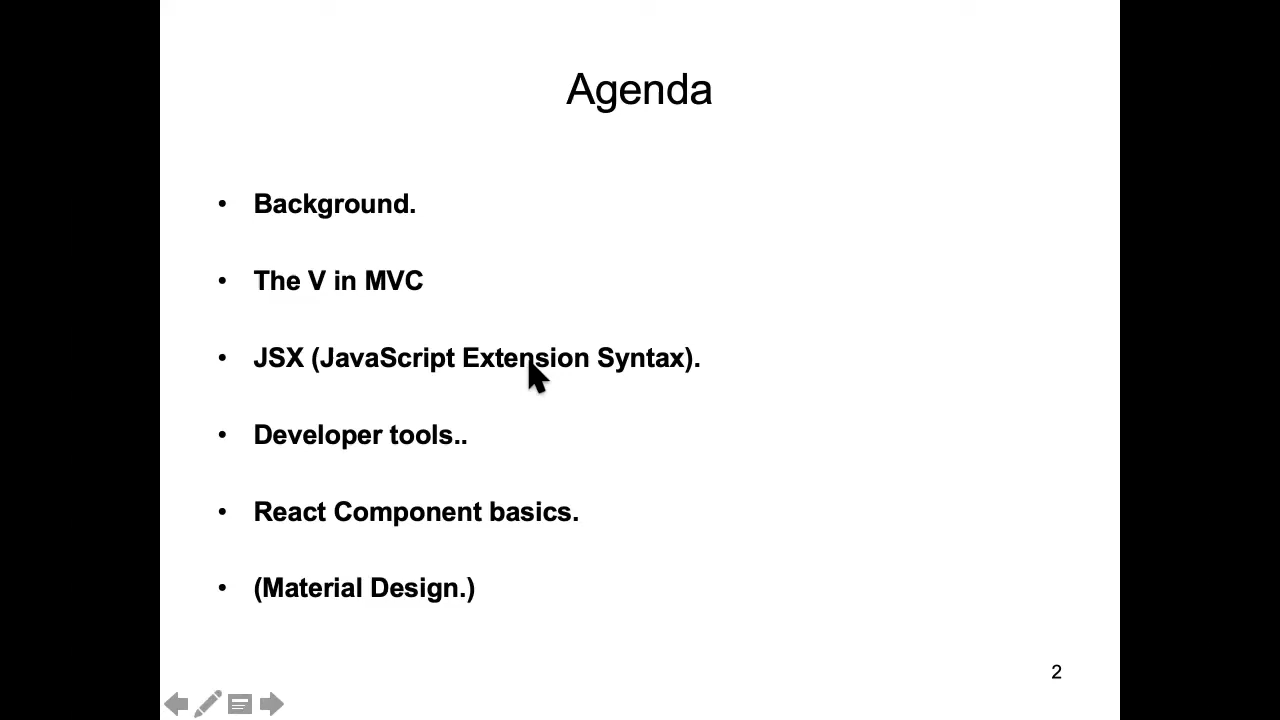 Agenda
• Background.
• The V in MVC
• JSX (JavaScript Extension Syntax).
• Developer tools..
• React Component basics.
• (Material Design.)
2